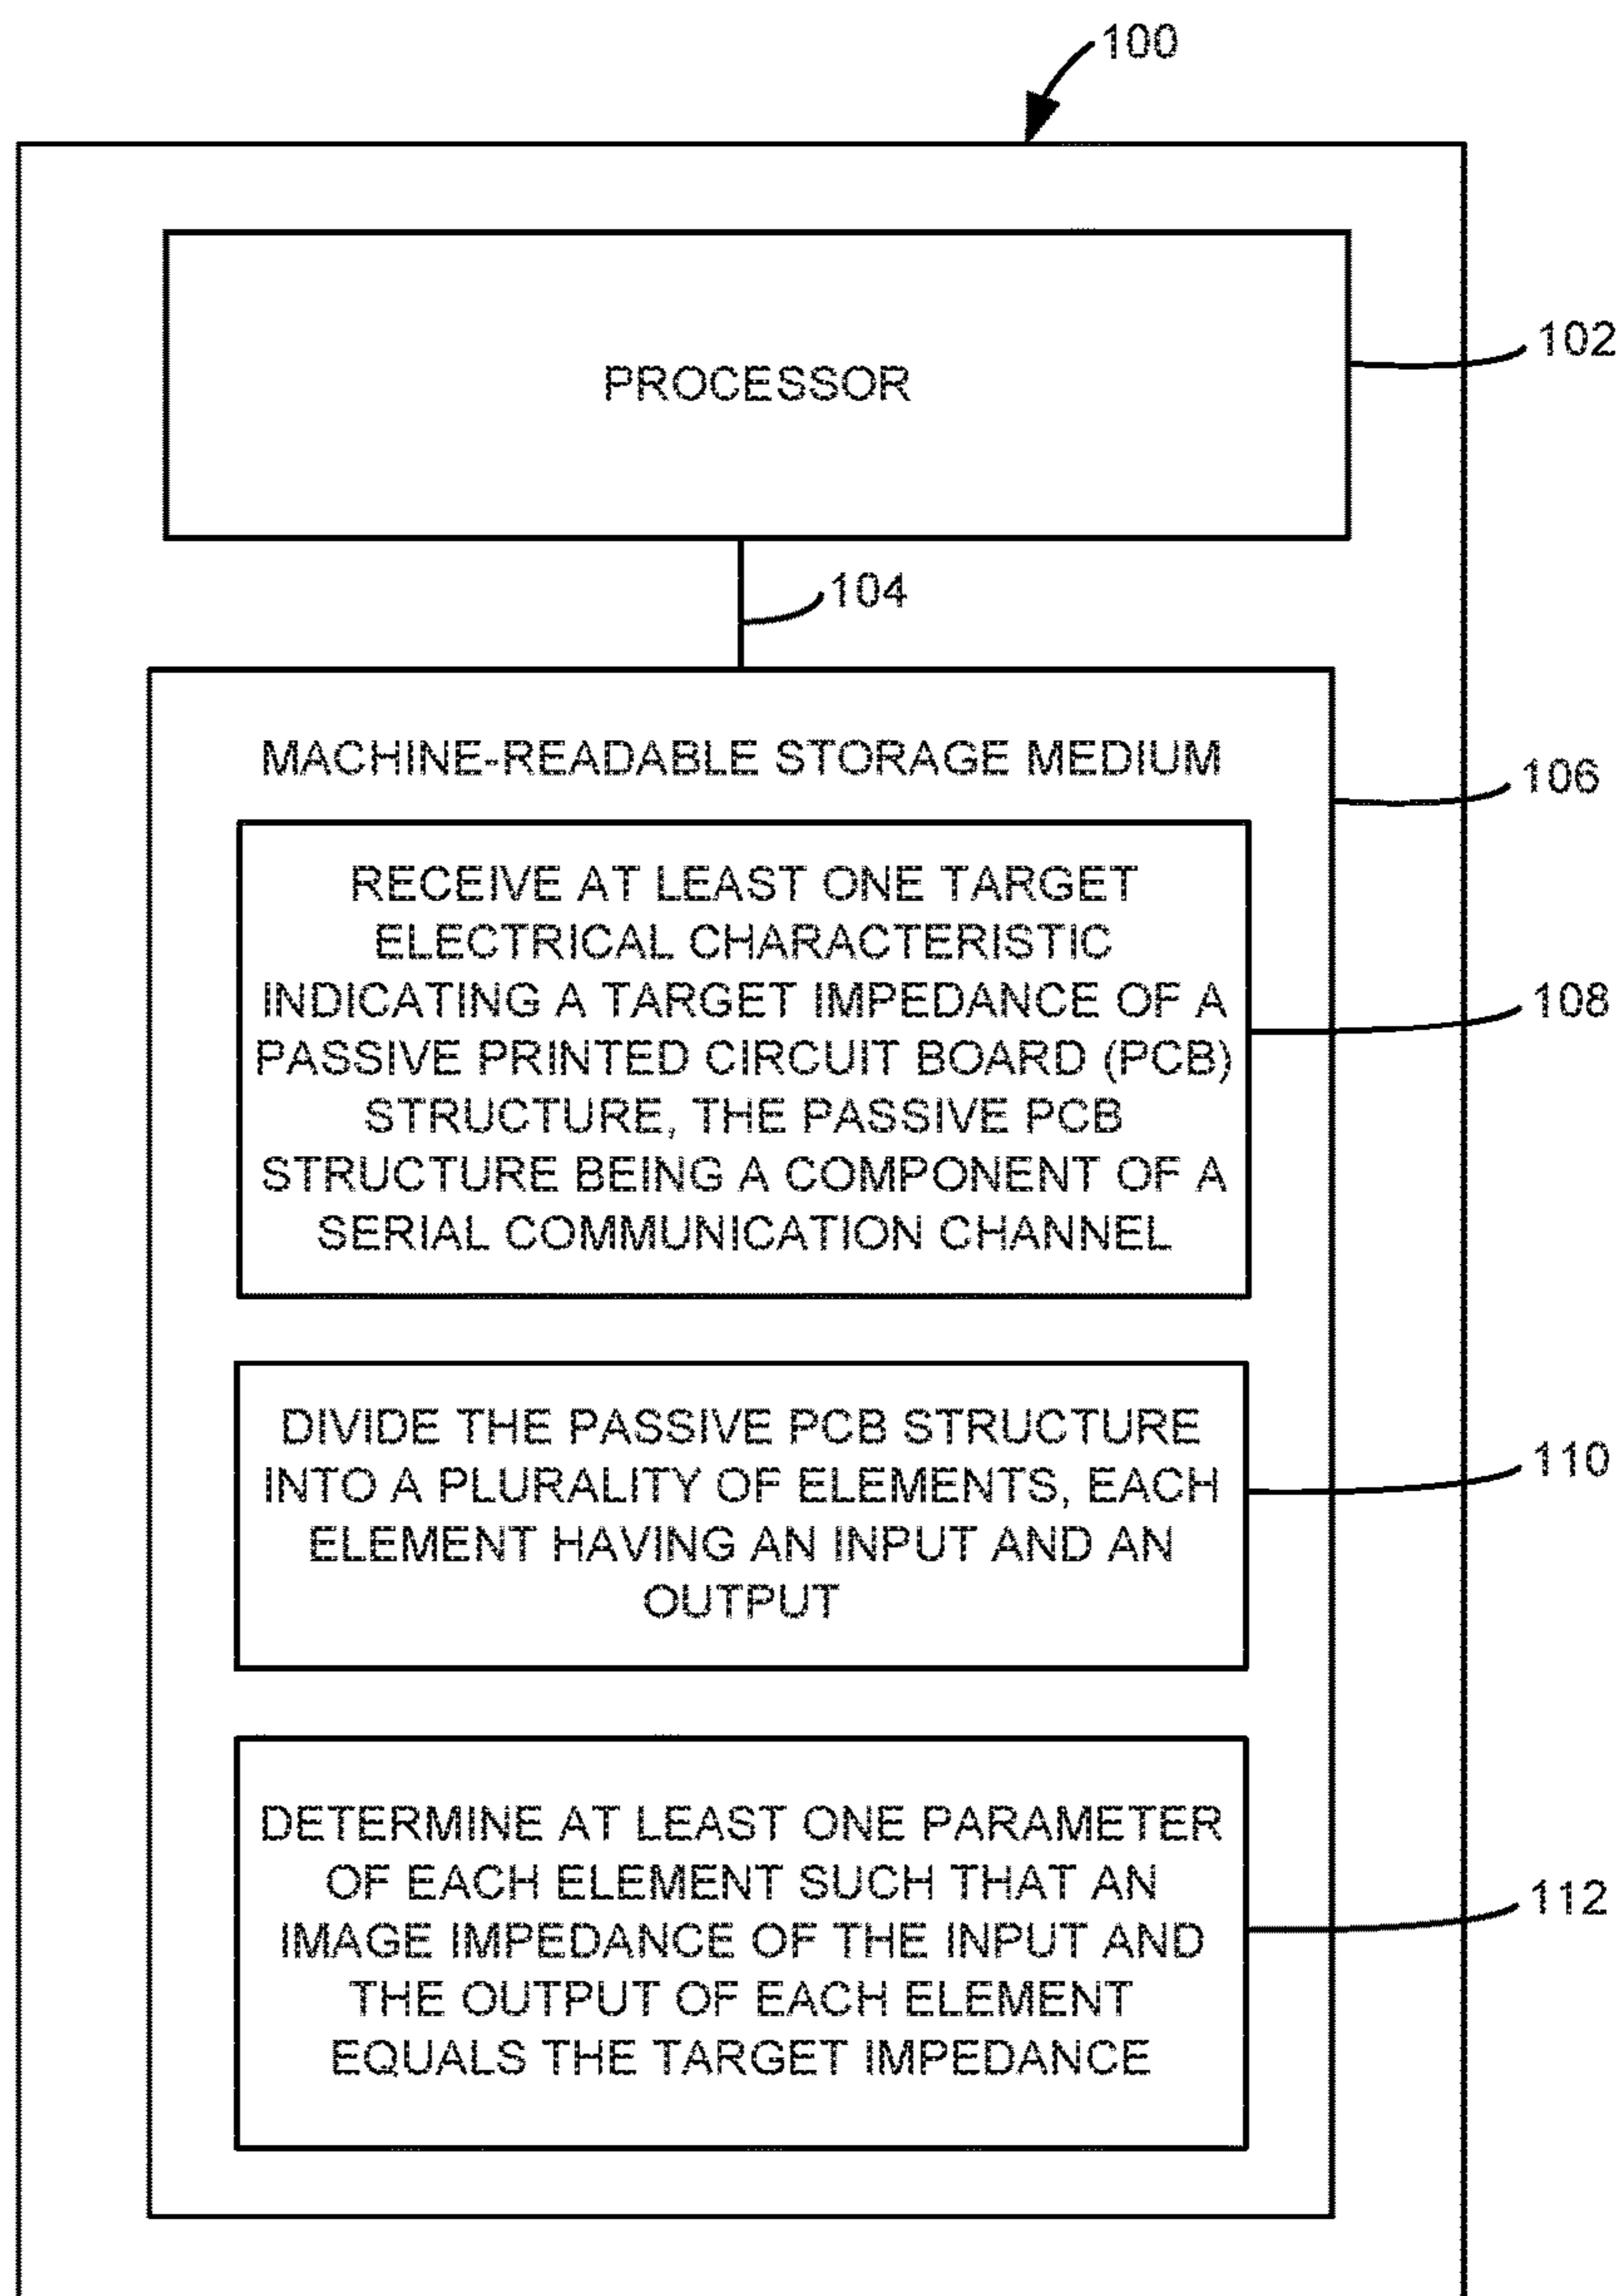 100
PROCESSOR
102
104
MACHINE-READABLE STORAGE MEDIUM
106
RECEIVE AT LEAST ONE TARGET
ELECTRICAL CHARACTERISTIC
INDICATING A TARGET IMPEDANCE OF A
PASSIVE PRINTED CIRCUIT BOARD (PCB)
STRUCTURE, THE PASSIVE PCB
STRUCTURE BEING A COMPONENT OF A
SERIAL COMMUNICATION CHANNEL
108
DIVIDE THE PASSIVE PCB STRUCTURE
INTO A PLURALITY OF ELEMENTS, EACH
ELEMENT HAVING AN INPUT AND AN
OUTPUT
110
DETERMINE AT LEAST ONE PARAMETER
OF EACH ELEMENT SUCH THAT AN
IMAGE IMPEDANCE OF THE INPUT AND
THE OUTPUT OF EACH ELEMENT
EQUALS THE TARGET IMPEDANCE
112